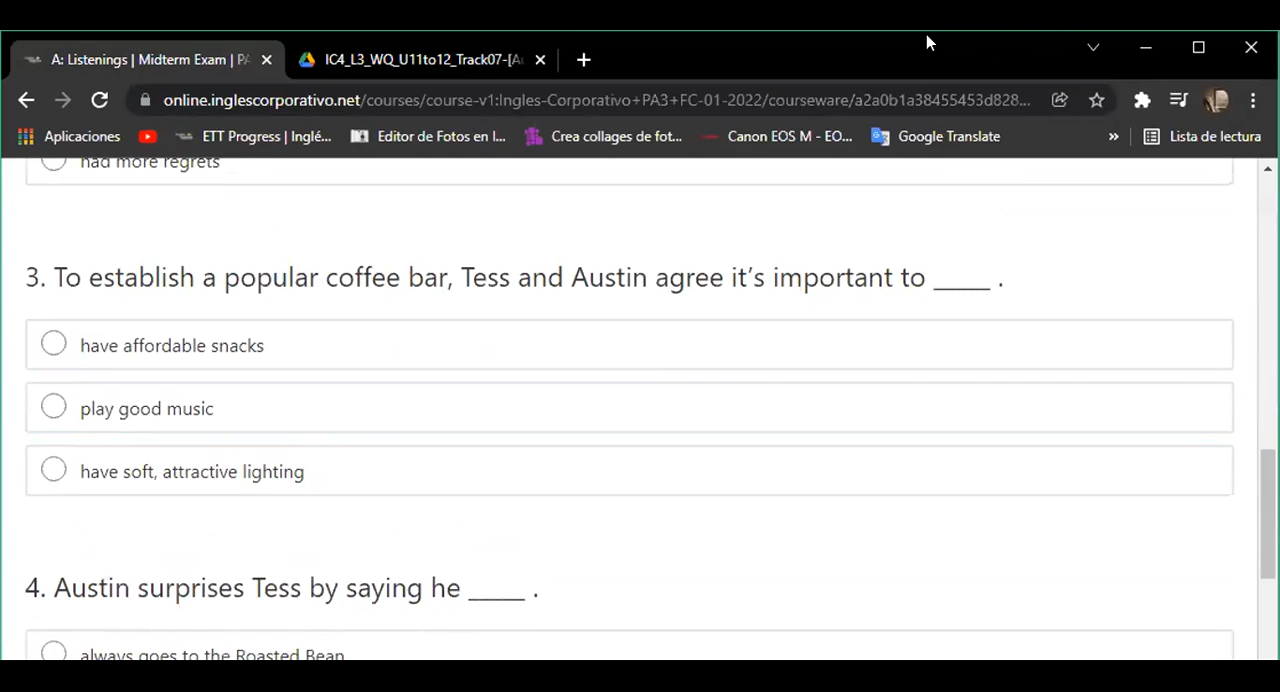 A: Listenings | Midterm Exam | PA
IC4_L3_WQ_U11to12_Track07-[Au
online.inglescorporativo.net/courses/course-v1:Ingles-Corporativo+PA3+FC-01-2022/courseware/a2a0b1a38455453d828...
Aplicaciones ETT Progress | Inglé... Editor de Fotos en l... Crea collages de fot... Canon EOS M - EO... Google Translate » Lista de lectura
had more regrets
3. To establish a popular coffee bar, Tess and Austin agree it’s important to _____ .
have affordable snacks
play good music
have soft, attractive lighting
4. Austin surprises Tess by saying he _____ .
always goes to the Roasted Bean